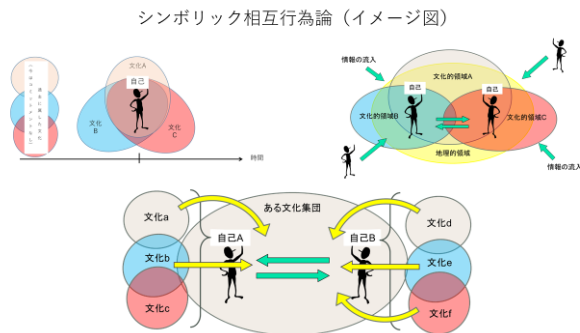 シンボリック相互行為論（イメージ図）
文化A
自己
文化
B
文化
C
時間
情報の流入
文化的領域A
自己
自己
文化的領域B
文化的領域C
地理的領域
情報の流入
ある文化集団
文化a
文化b
文化c
自己A
自己B
文化d
文化e
文化f